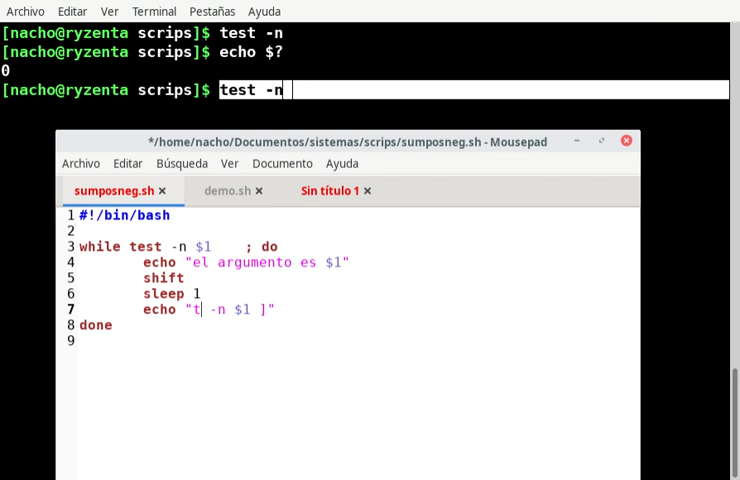 Archivo Editar Ver Terminal Pestañas Ayuda
[nacho@ryzenta scrips]$ test -n
[nacho@ryzenta scrips]$ echo $?
0
[nacho@ryzenta scrips]$ test -n
*/home/nacho/Documentos/sistemas/scrips/sumposneg.sh - Mousepad
Archivo Editar Búsqueda Ver Documento Ayuda
sumposneg.sh × demo.sh × Sin título 1 ×
1 #!/bin/bash
2
3 while test -n $1    ; do
4         echo "el argumento es $1"
5         shift
6         sleep 1
7         echo "t -n $1 ]"
8 done
9